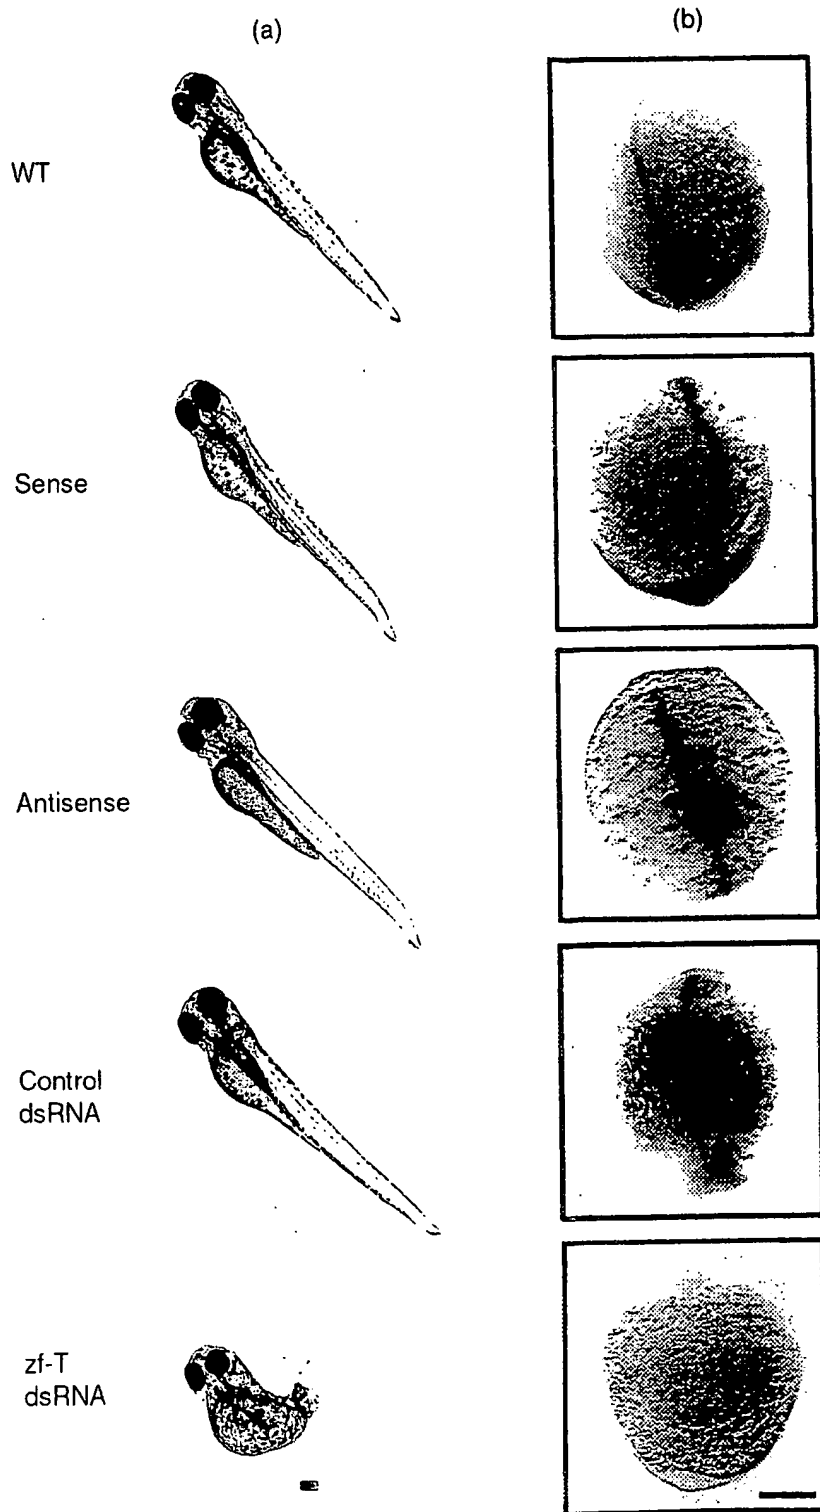 (a)
(b)
WT
Sense
Antisense
Control
dsRNA
zf-T
dsRNA